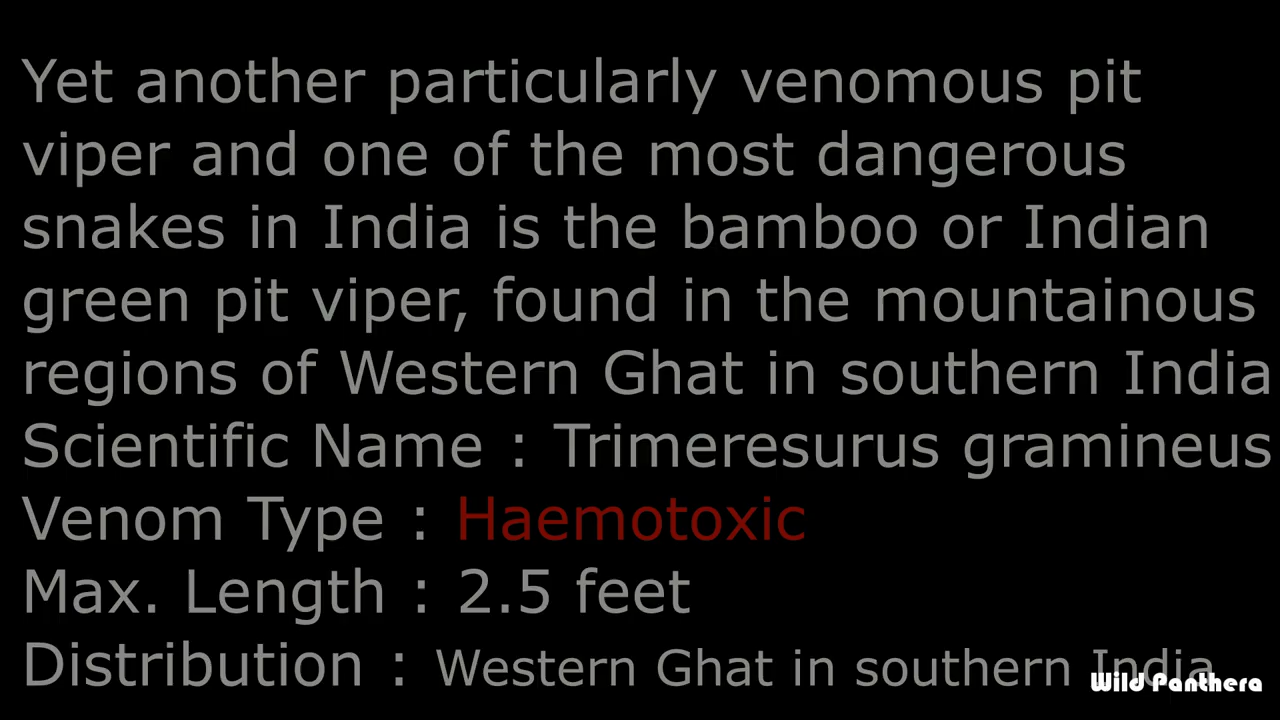 Yet another particularly venomous pit
viper and one of the most dangerous
snakes in India is the bamboo or Indian
green pit viper, found in the mountainous
regions of Western Ghat in southern India
Scientific Name : Trimeresurus gramineus
Venom Type : Haemotoxic
Max. Length : 2.5 feet
Distribution : Western Ghat in southern India
Wild Panthera